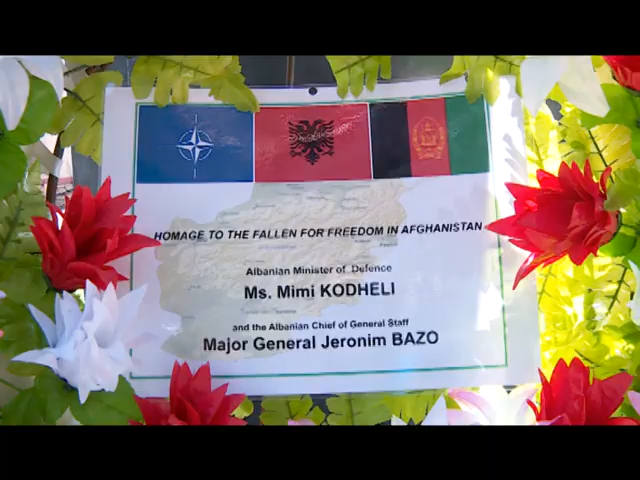 HOMAGE TO THE FALLEN FOR FREEDOM IN AFGHANISTAN
Albanian Minister of Defence
Ms. Mimi KODHELI
and the Albanian Chief of General Staff
Major General Jeronim BAZO